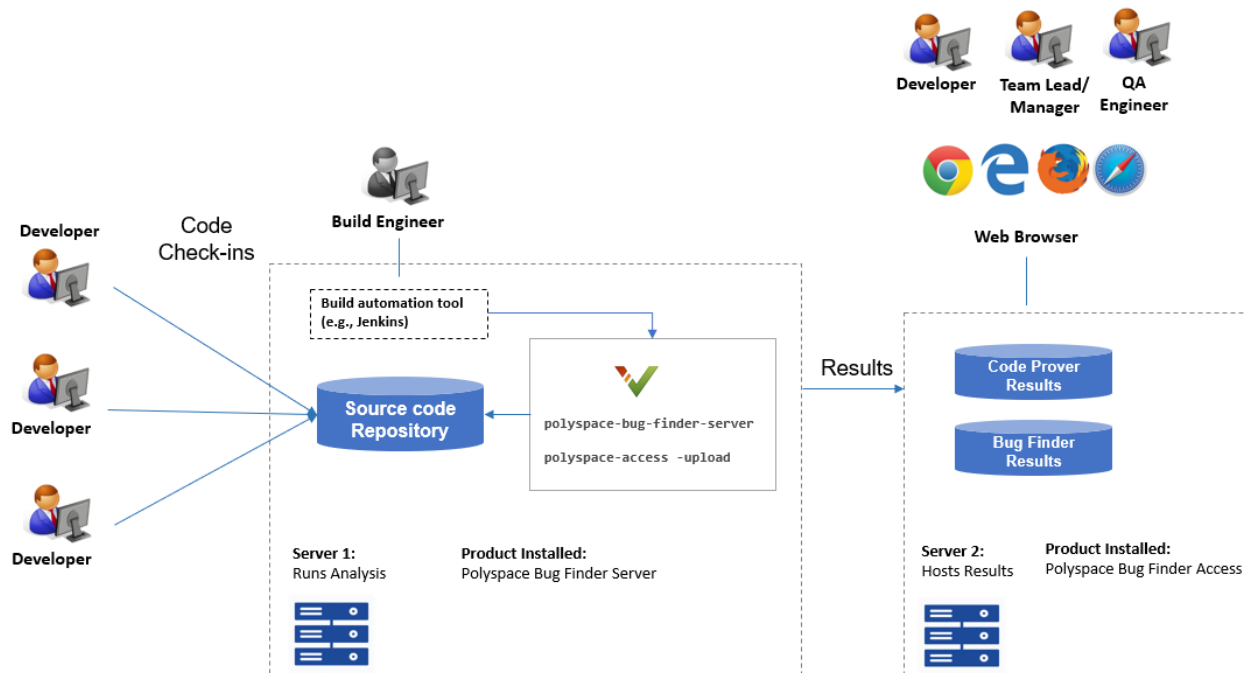 Developer
Team Lead/
Manager
QA
Engineer
Build Engineer
Web Browser
Developer
Code
Check-ins
Developer
Developer
Build automation tool
(e.g., Jenkins)
Source code
Repository
polyspace-bug-finder-server
polyspace-access -upload
Results
Code Prover
Results
Bug Finder
Results
Server 1:
Runs Analysis
Product Installed:
Polyspace Bug Finder Server
Server 2:
Hosts Results
Product Installed:
Polyspace Bug Finder Access